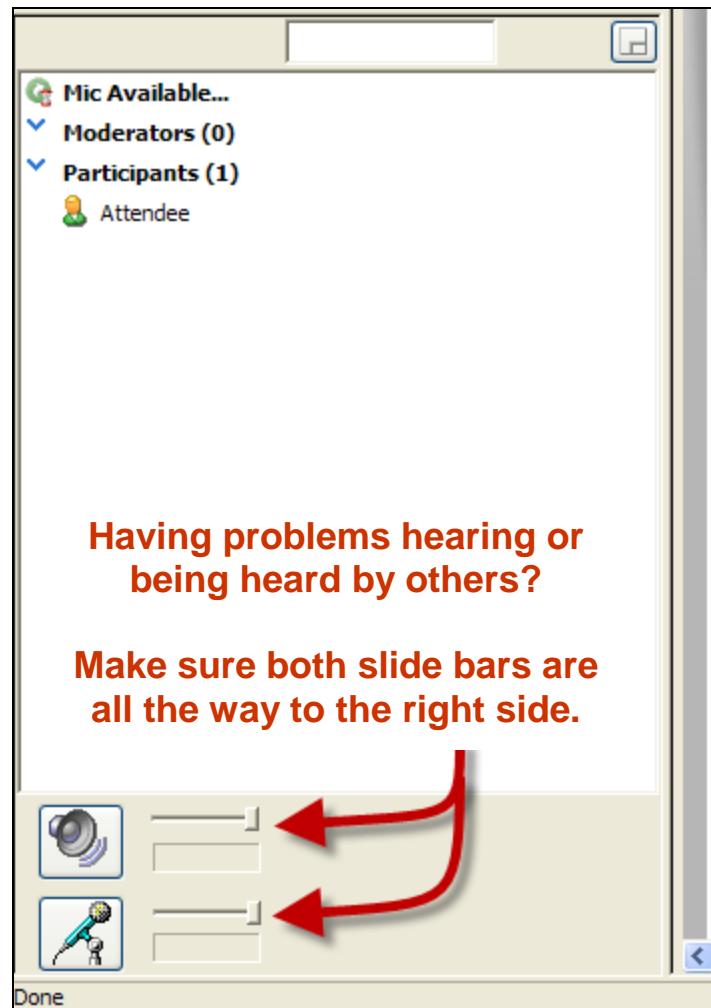 Mic Available...
Moderators (0)
Participants (1)
Attendee
Having problems hearing or
being heard by others?
Make sure both slide bars are
all the way to the right side.
Done